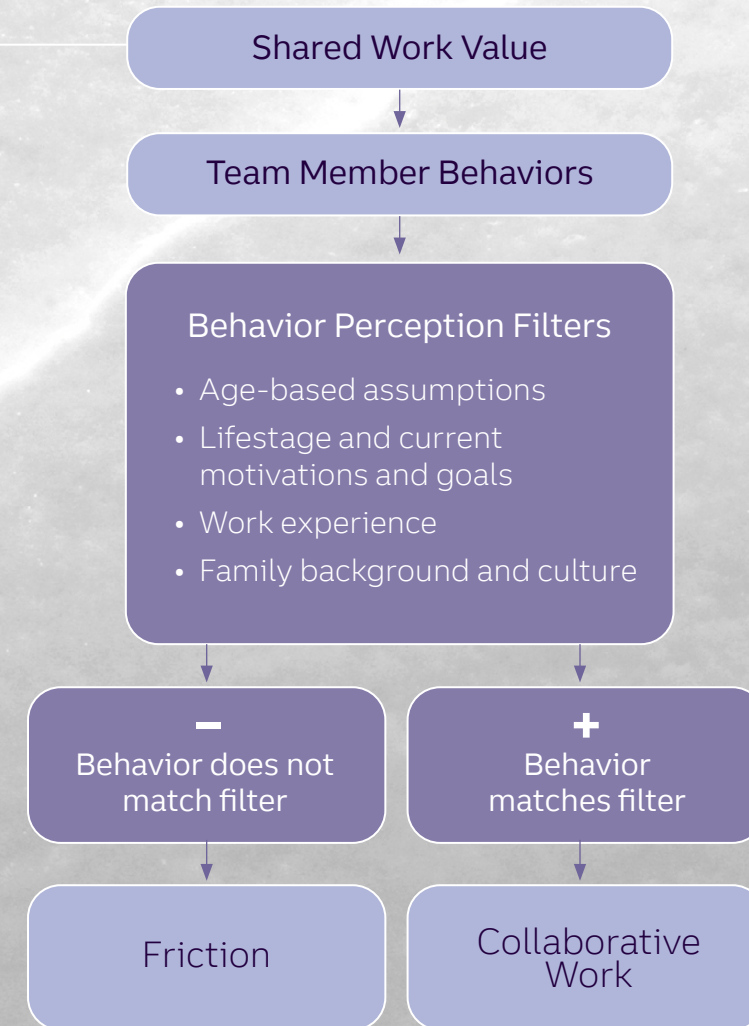 Shared Work Value
Team Member Behaviors
Behavior Perception Filters
• Age-based assumptions
• Lifestage and current
motivations and goals
• Work experience
• Family background and culture
–
Behavior does not
match filter
+
Behavior
matches filter
Friction
Collaborative
Work